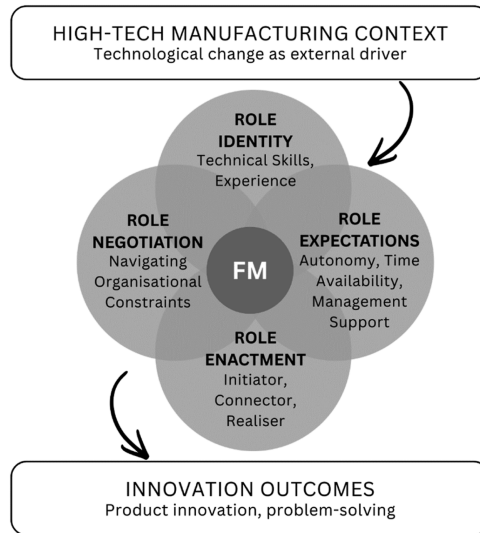 HIGH-TECH MANUFACTURING CONTEXT
Technological change as external driver
ROLE
IDENTITY
Technical Skills,
Experience
ROLE
NEGOTIATION
Navigating
Organisational
Constraints
FM
ROLE
EXPECTATIONS
Autonomy, Time
Availability,
Management
Support
ROLE
ENACTMENT
Initiator,
Connector,
Realiser
INNOVATION OUTCOMES
Product innovation, problem-solving